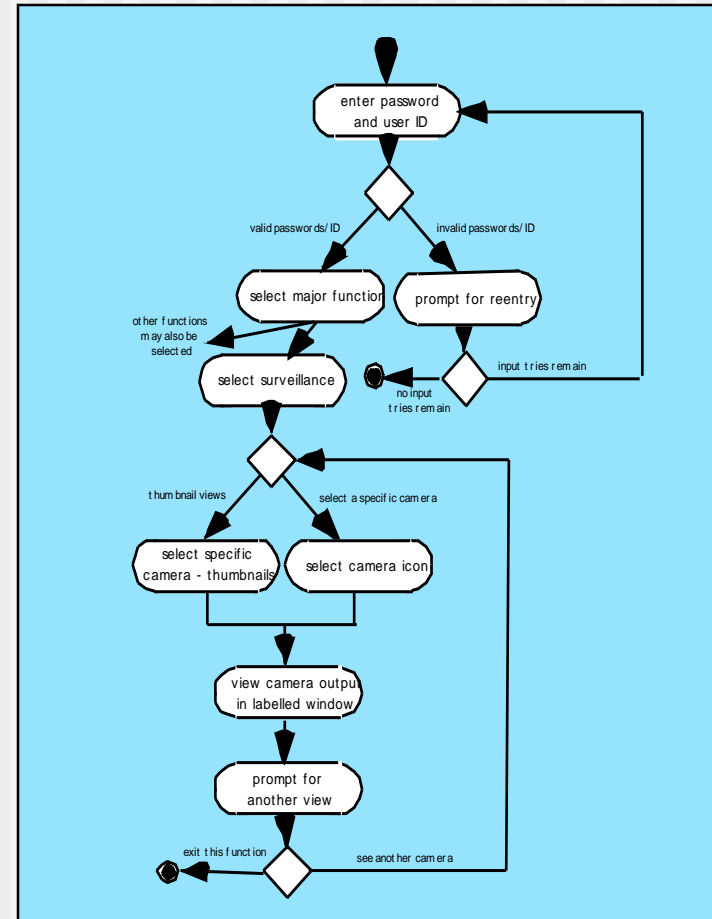 enter password
and user ID
valid passwords/ID
invalid passwords/ID
select major function
prompt for reentry
other functions
may also be
selected
input tries remain
select surveillance
no input
tries remain
thumbnail views
select a specific camera
select specific
camera - thumbnails
select camera icon
view camera output
in labelled window
prompt for
another view
exit this function
see another camera